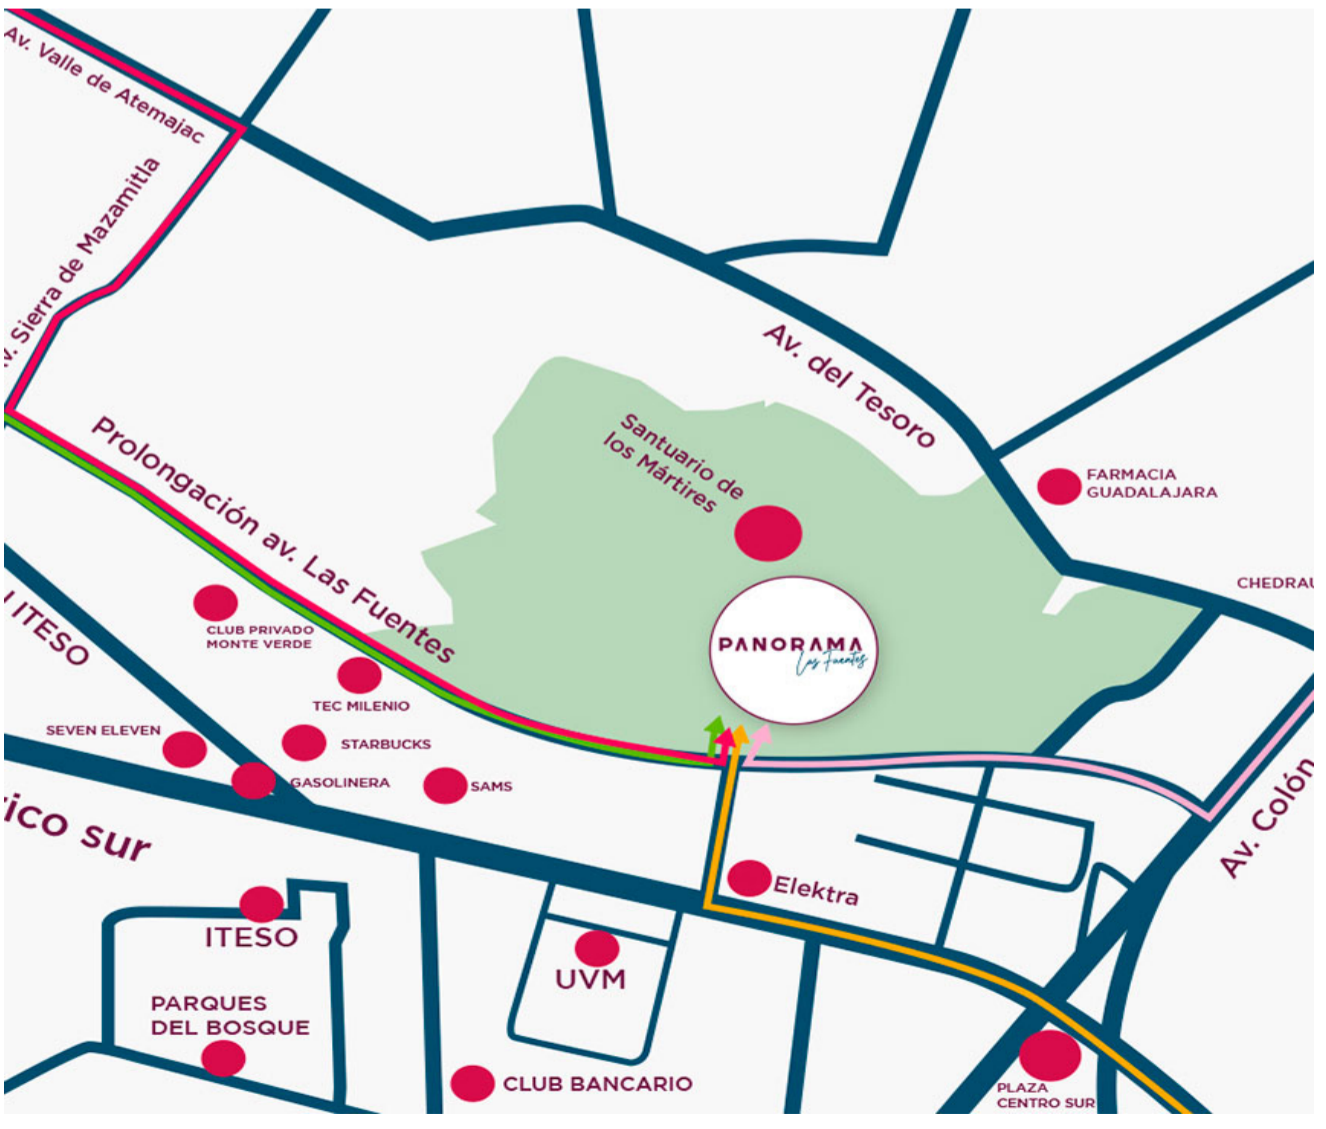 Av. Valle de Atemajac
Sierra de Mazamitla
Av. del Tesoro
Santuario de
los Mártires
Prolongación av. Las Fuentes
FARMACIA
GUADALAJARA
CHEDRAU
ITESO
CLUB PRIVADO
MONTE VERDE
PANORAMA
Las Fuentes
TEC MILENIO
SEVEN ELEVEN
STARBUCKS
GASOLINERA
SAMS
ico sur
Av. Colón
Elektra
ITESO
UVM
PARQUES
DEL BOSQUE
CLUB BANCARIO
PLAZA
CENTRO SUR